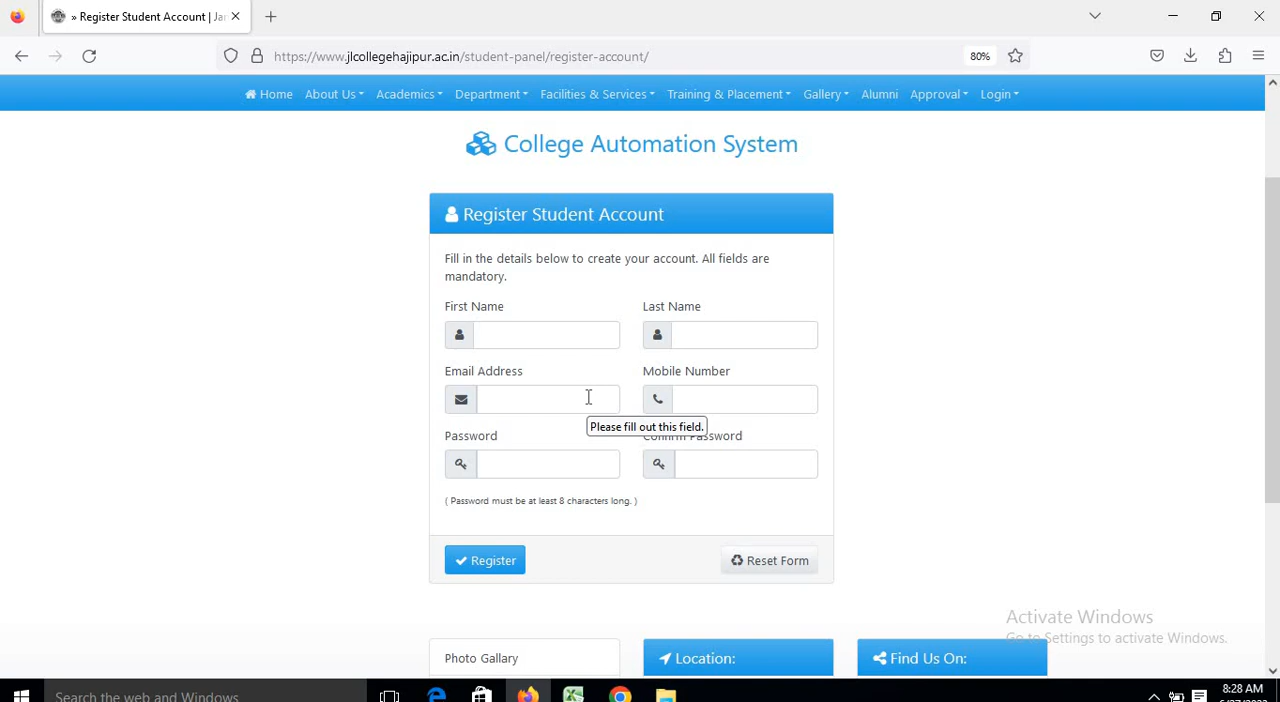 » Register Student Account | Jan
https://www.jlcollegehajipur.ac.in/student-panel/register-account/
80%
Home About Us Academics Department Facilities & Services Training & Placement Gallery Alumni Approval Login
College Automation System
Register Student Account
Fill in the details below to create your account. All fields are
mandatory.
First Name Last Name
Email Address Mobile Number
Please fill out this field.
Password Confirm Password
( Password must be at least 8 characters long. )
Register Reset Form
Activate Windows
Go to Settings to activate Windows.
Photo Gallary Location: Find Us On:
Search the web and Windows
8:28 AM